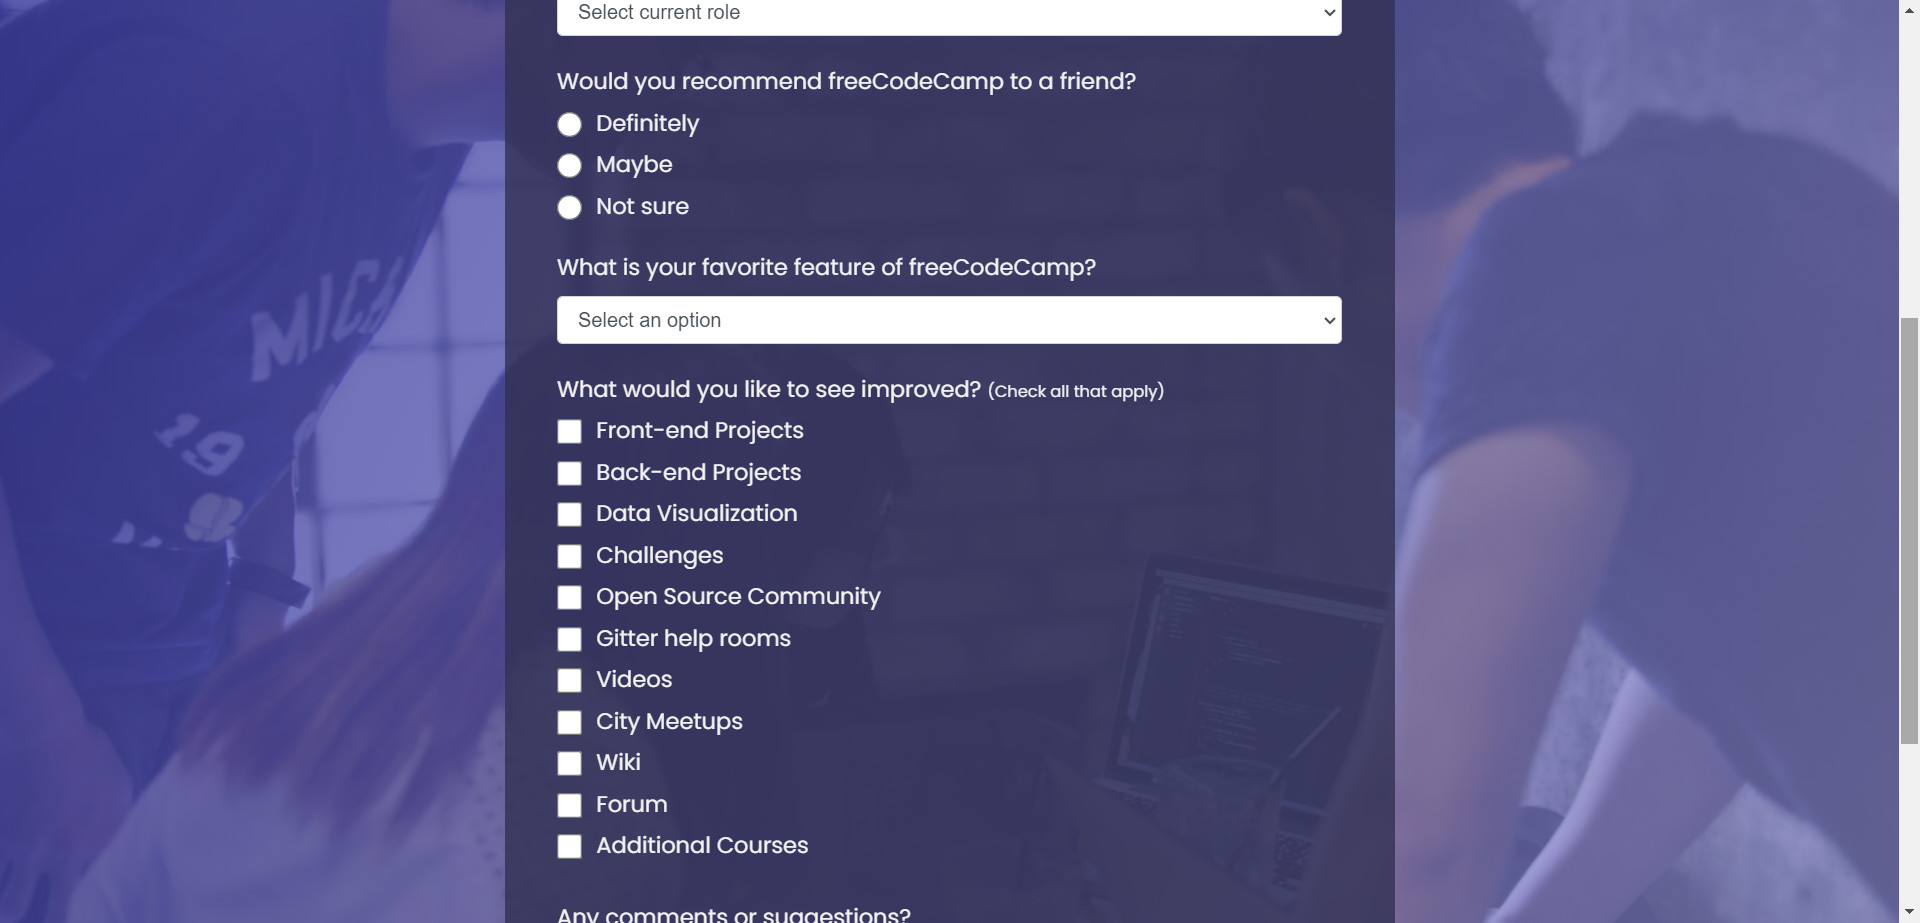 Select current role
Would you recommend freeCodeCamp to a friend?
Definitely
Maybe
Not sure
What is your favorite feature of freeCodeCamp?
Select an option
What would you like to see improved? (Check all that apply)
Front-end Projects
Back-end Projects
Data Visualization
Challenges
Open Source Community
Gitter help rooms
Videos
City Meetups
Wiki
Forum
Additional Courses
Any comments or suggestions?
MICH
19